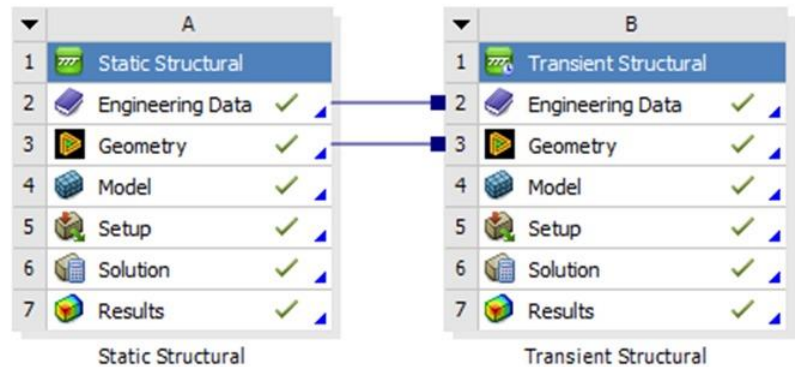 A
1 Static Structural
2 Engineering Data
3 Geometry
4 Model
5 Setup
6 Solution
7 Results
Static Structural
B
1 Transient Structural
2 Engineering Data
3 Geometry
4 Model
5 Setup
6 Solution
7 Results
Transient Structural